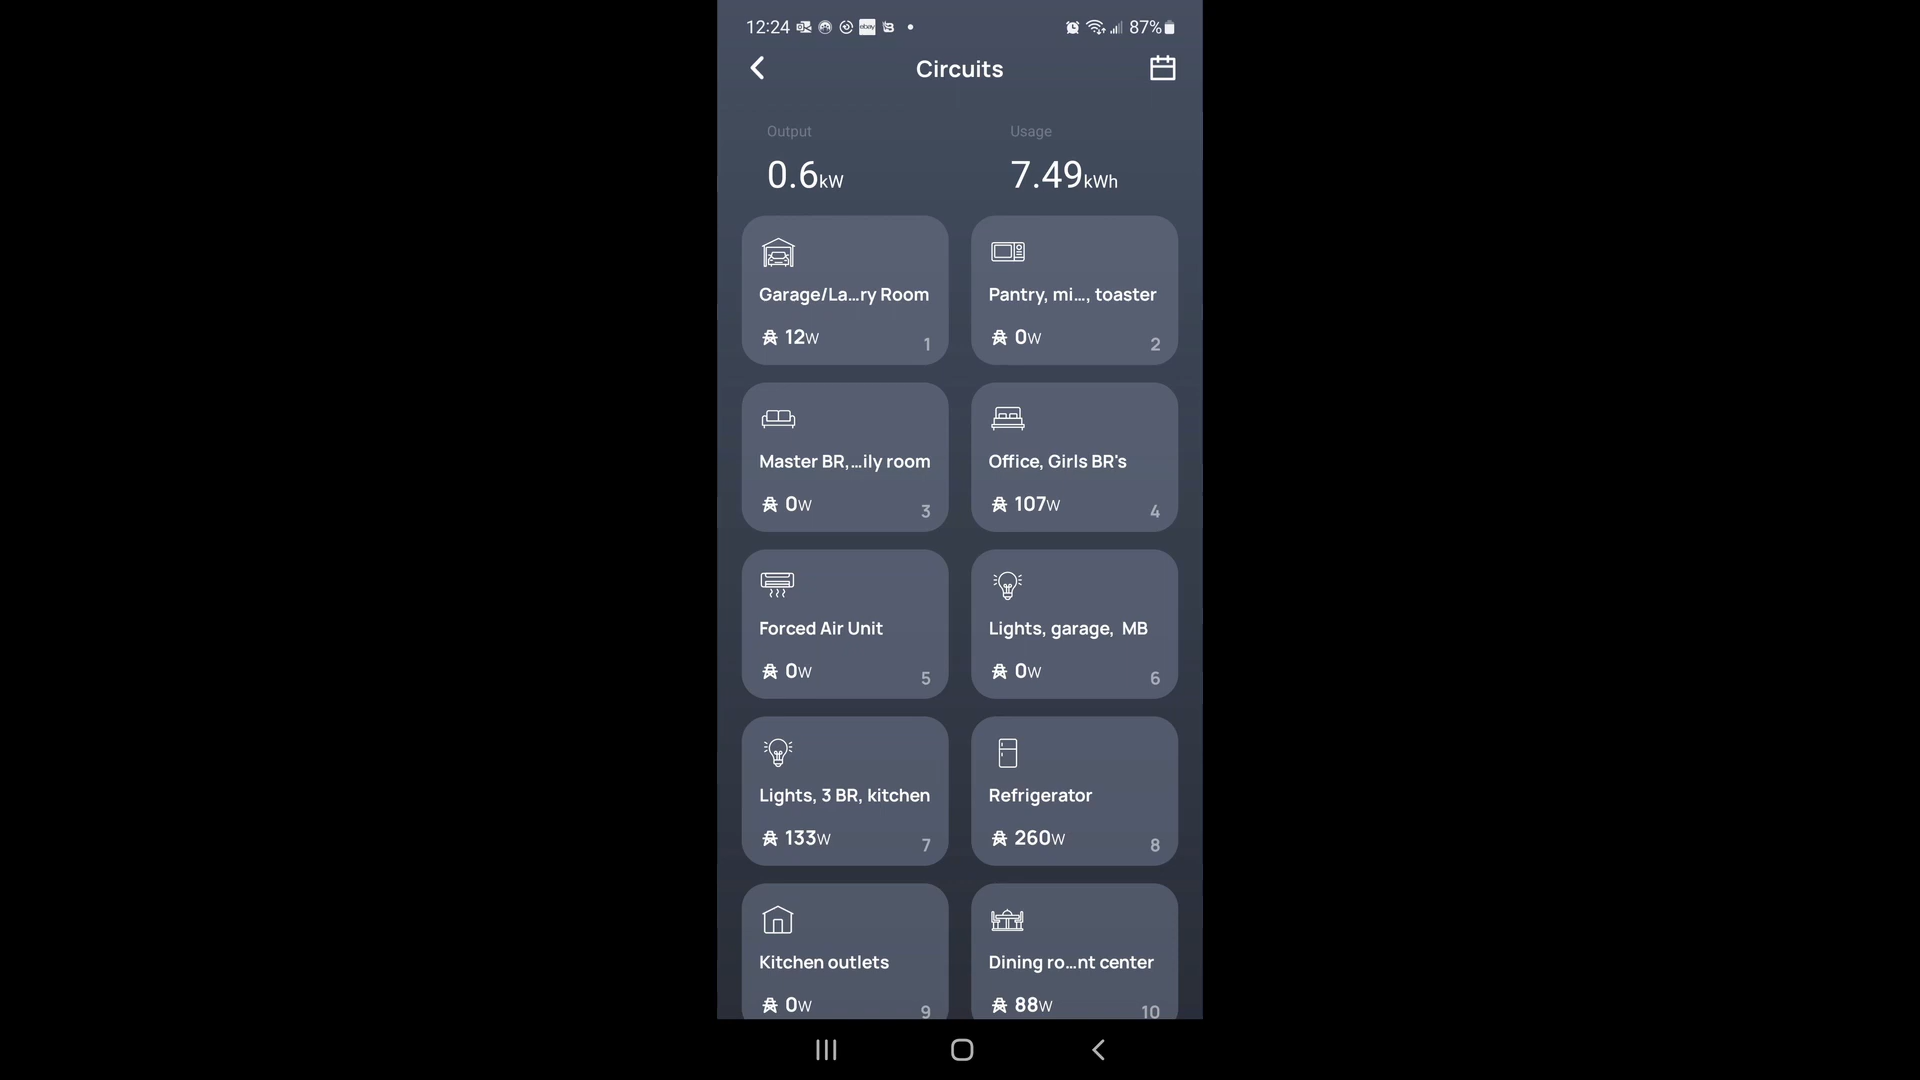 12:24 ebay 87%
Circuits
Output Usage
0.6kW 7.49kWh
Garage/La...ry Room
12W 1
Pantry, mi..., toaster
0W 2
Master BR,...ily room
0W 3
Office, Girls BR's
107W 4
Forced Air Unit
0W 5
Lights, garage, MB
0W 6
Lights, 3 BR, kitchen
133W 7
Refrigerator
260W 8
Kitchen outlets
0W 9
Dining ro...nt center
88W 10